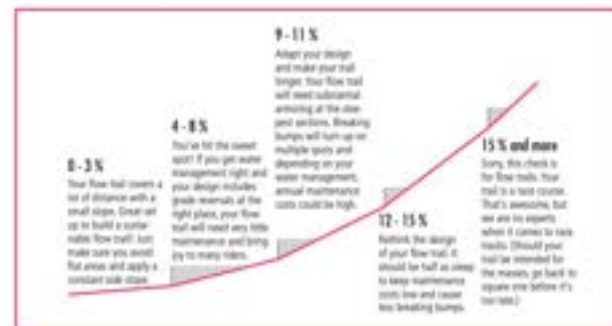 0 - 3 %
Your flow trail covers a
lot of distance with a
small slope. Great set
up to build a sustai-
nable flow trail! Just
make sure you avoid
flat areas and apply a
constant side slope.
4 - 8 %
You've hit the sweet
spot! If you get water
management right and
your design includes
grade reversals at the
right place, your flow
trail will need very little
maintenance and bring
joy to many riders.
9 - 11 %
Adapt your design
and make your trail
longer. Your flow trail
will need substantial
armoring at the stee-
pest sections. Breaking
bumps will turn up on
multiple spots and
depending on your
water management,
annual maintenance
costs could be high.
12 - 15 %
Rethink the design
of your flow trail. It
should be half as steep
to keep maintenance
costs low and cause
less breaking bumps.
15 % and more
Sorry, this check is
for flow trails. Your
trail is a race course.
That's awesome, but
we are no experts
when it comes to race
tracks. (Should your
trail be intended for
the masses, go back to
square one before it's
too late.)